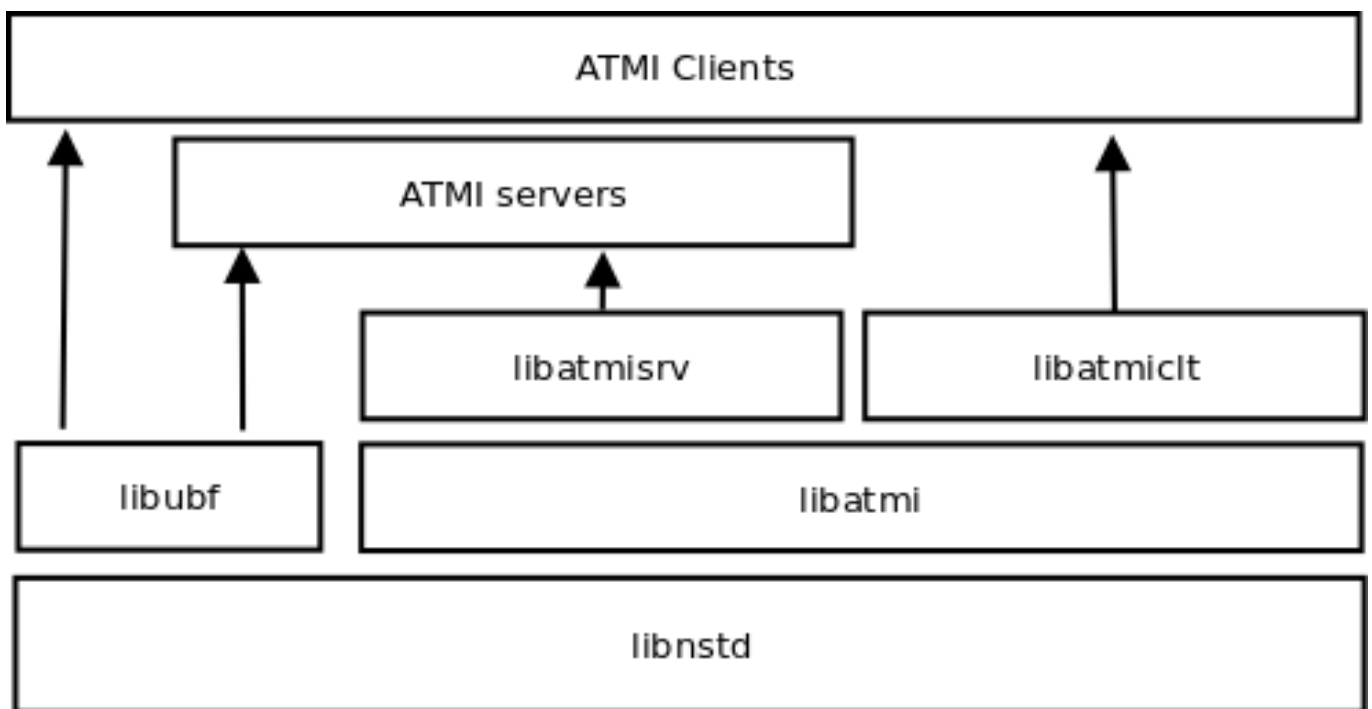 ATMI Clients
ATMI servers
libatmisrv
libatmiclt
libubf
libatmi
libnstd